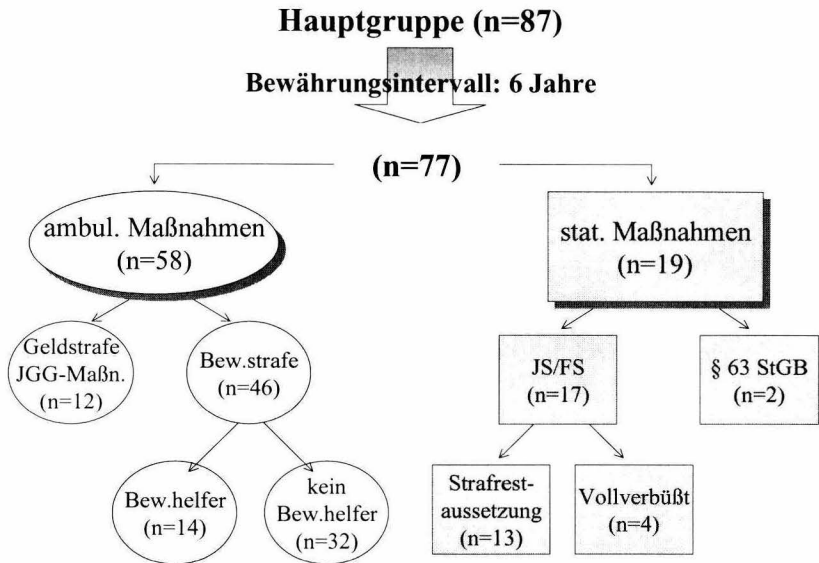 Hauptgruppe (n=87)
Bewährungsintervall: 6 Jahre
(n=77)
ambul. Maßnahmen
(n=58)
stat. Maßnahmen
(n=19)
Geldstrafe
JGG-Maßn.
(n=12)
Bew.strafe
(n=46)
JS/FS
(n=17)
§ 63 StGB
(n=2)
Bew.helfer
(n=14)
kein
Bew.helfer
(n=32)
Strafrest-
aussetzung
(n=13)
Vollverbüßt
(n=4)